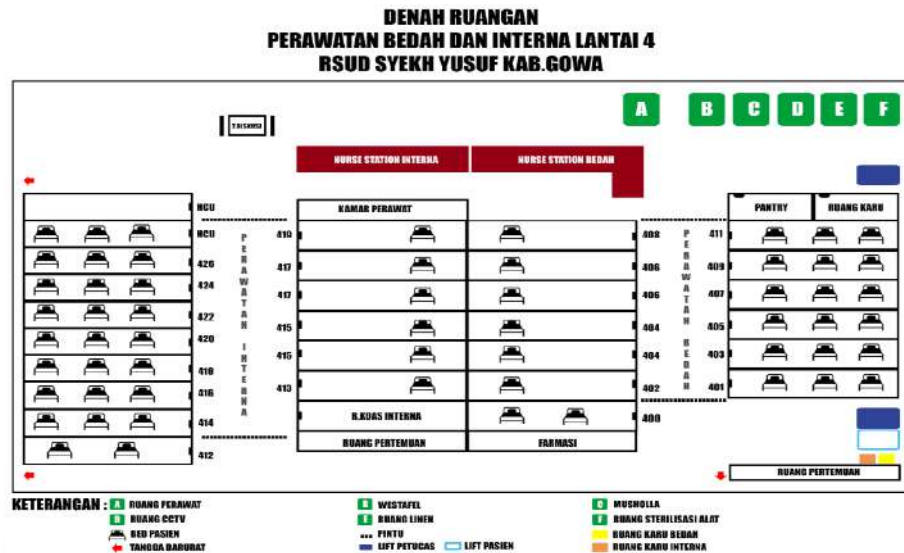 DENAH RUANGAN
PERAWATAN BEDAH DAN INTERNA LANTAI 4
RSUD SYEKH YUSUF KAB.GOWA
A B C D E F
NURSE STATION INTERNA
NURSE STATION BEDAH
HCU
HCU
426
424
422
420
418
416
414
412
PERAWATAN INTERNA
KAMAR PERAWAT
419
417
417
415
415
413
R.KOAS INTERNA
RUANG PERTEMUAN
FARMASI
408
406
406
404
404
402
400
PERAWATAN BEDAH
PANTRY
RUANG KARU
411
409
407
405
403
401
RUANG PERTEMUAN
KETERANGAN :
A RUANG PERAWAT
B RUANG CCTV
BED PASIEN
TANGGA DARURAT
WESTAFEL
E RUANG LINEN
PINTU
LIFT PETUGAS
LIFT PASIEN
MUSHOLLA
F RUANG STERILISASI ALAT
RUANG KARU BEDAH
RUANG KARU INTERNA